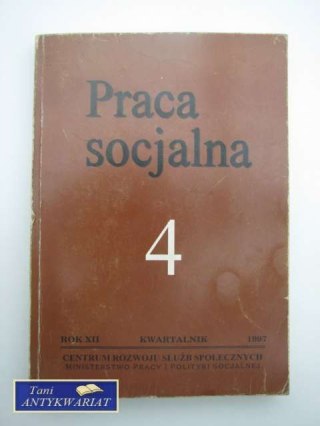 Praca
socjalna
4
ROK XII KWARTALNIK 1997
CENTRUM ROZWOJU SŁUŻB SPOŁECZNYCH
MINISTERSTWO PRACY I POLITYKI SOCJALNEJ
Tani
ANTYKWARIAT